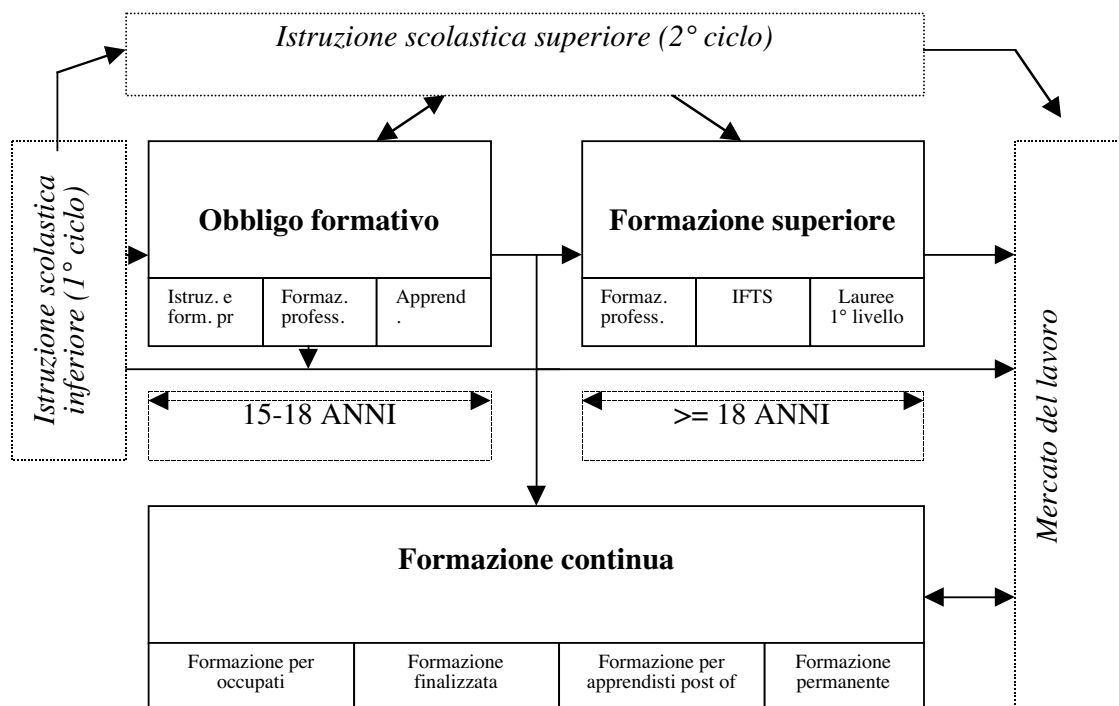 Istruzione scolastica superiore (2° ciclo)
Istruzione scolastica
inferiore (1° ciclo)
Obbligo formativo
Istruz. e
form. pr
Formaz.
profess.
Apprend
.
Formazione superiore
Formaz.
profess.
IFTS
Lauree
1° livello
Mercato del lavoro
15-18 ANNI
>= 18 ANNI
Formazione continua
Formazione per
occupati
Formazione
finalizzata
Formazione per
apprendisti post of
Formazione
permanente